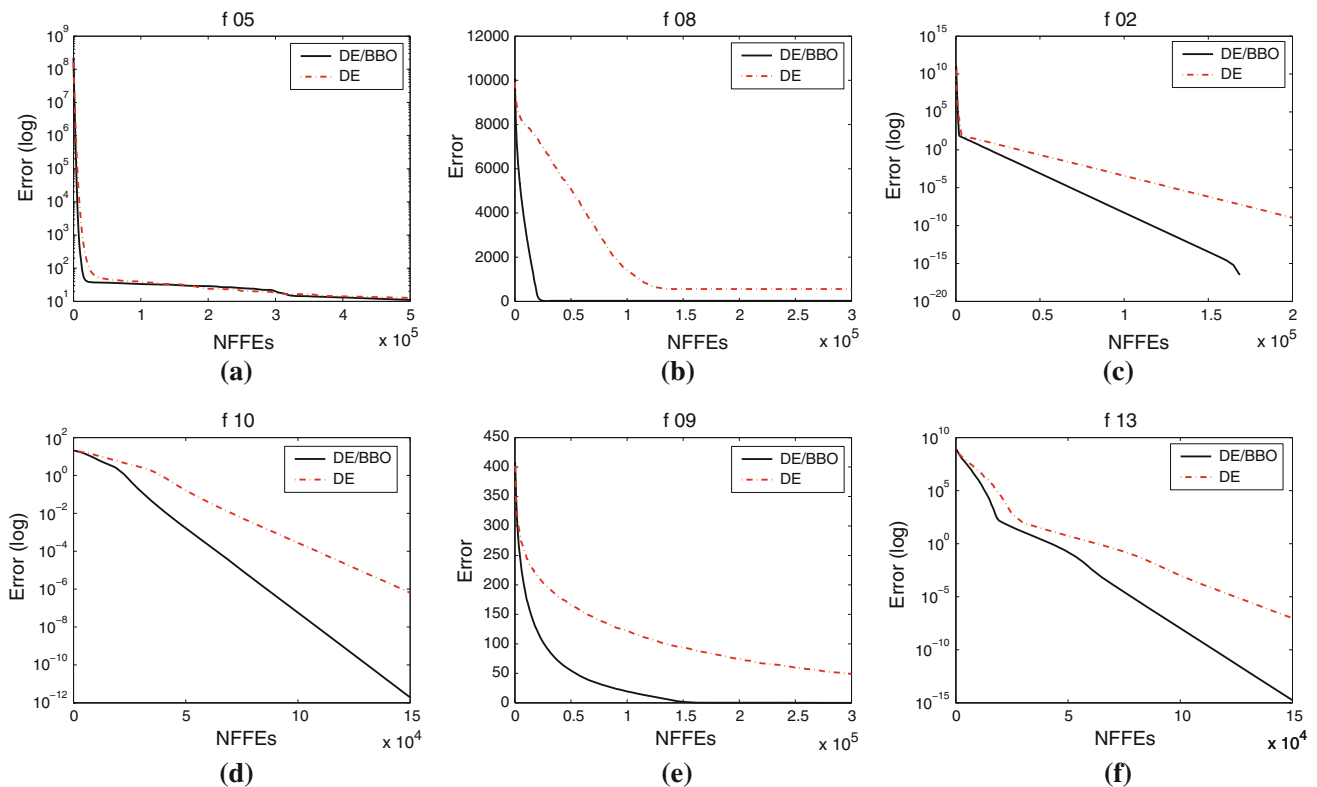 f 05
10^9
10^8
10^7
10^6
10^5
10^4
10^3
10^2
10^1
Error (log)
0 1 2 3 4 5
NFFEs
x 10^5
DE/BBO
DE
(a)
f 08
12000
10000
8000
6000
4000
2000
0
Error
0 0.5 1 1.5 2 2.5 3
NFFEs
x 10^5
DE/BBO
DE
(b)
f 02
10^15
10^10
10^5
10^0
10^−5
10^−10
10^−15
10^−20
Error (log)
0 0.5 1 1.5 2
NFFEs
x 10^5
DE/BBO
DE
(c)
f 10
10^2
10^0
10^−2
10^−4
10^−6
10^−8
10^−10
10^−12
Error (log)
0 5 10 15
NFFEs
x 10^4
DE/BBO
DE
(d)
f 09
450
400
350
300
250
200
150
100
50
0
Error
0 0.5 1 1.5 2 2.5 3
NFFEs
x 10^5
DE/BBO
DE
(e)
f 13
10^10
10^5
10^0
10^−5
10^−10
10^−15
Error (log)
0 5 10 15
NFFEs
x 10^4
DE/BBO
DE
(f)